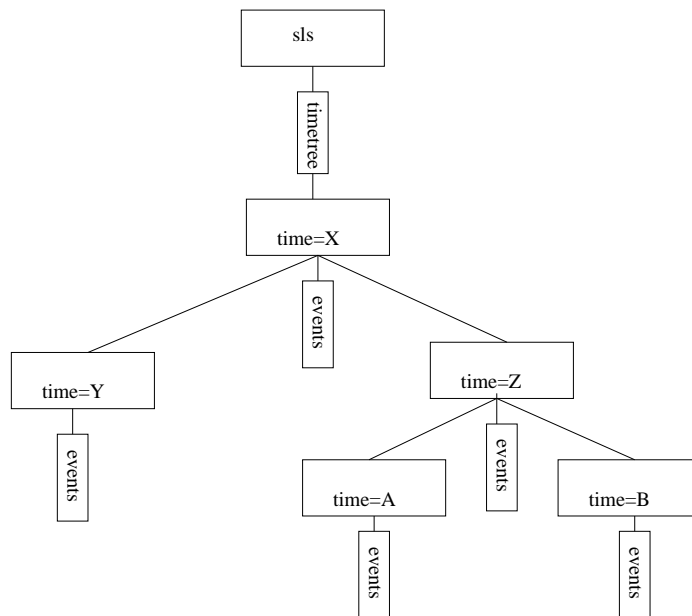 sls
timetree
time=X
events
time=Y
time=Z
events
events
time=A
time=B
events
events